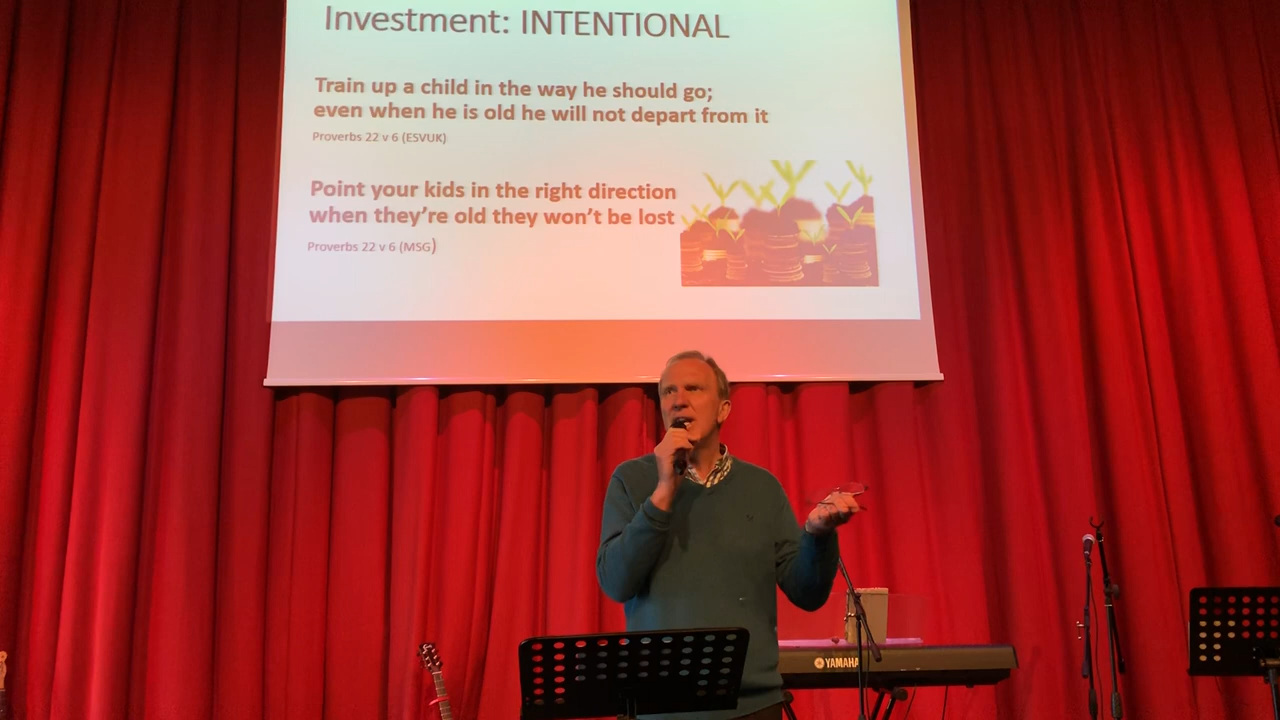 Investment: INTENTIONAL
Train up a child in the way he should go;
even when he is old he will not depart from it
Proverbs 22 v 6 (ESVUK)
Point your kids in the right direction
when they're old they won't be lost
Proverbs 22 v 6 (MSG)
YAMAHA